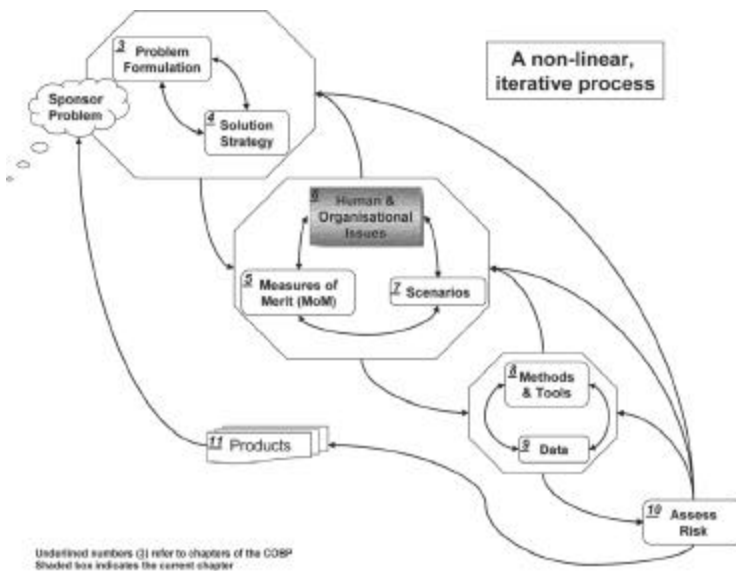 3 Problem
Formulation
A non-linear,
iterative process
Sponsor
Problem
4 Solution
Strategy
6 Human &
Organisational
Issues
5 Measures of
Merit (MoM)
7 Scenarios
8 Methods
& Tools
9 Data
11 Products
10 Assess
Risk
Underlined numbers (3) refer to chapters of the COBP
Shaded box indicates the current chapter